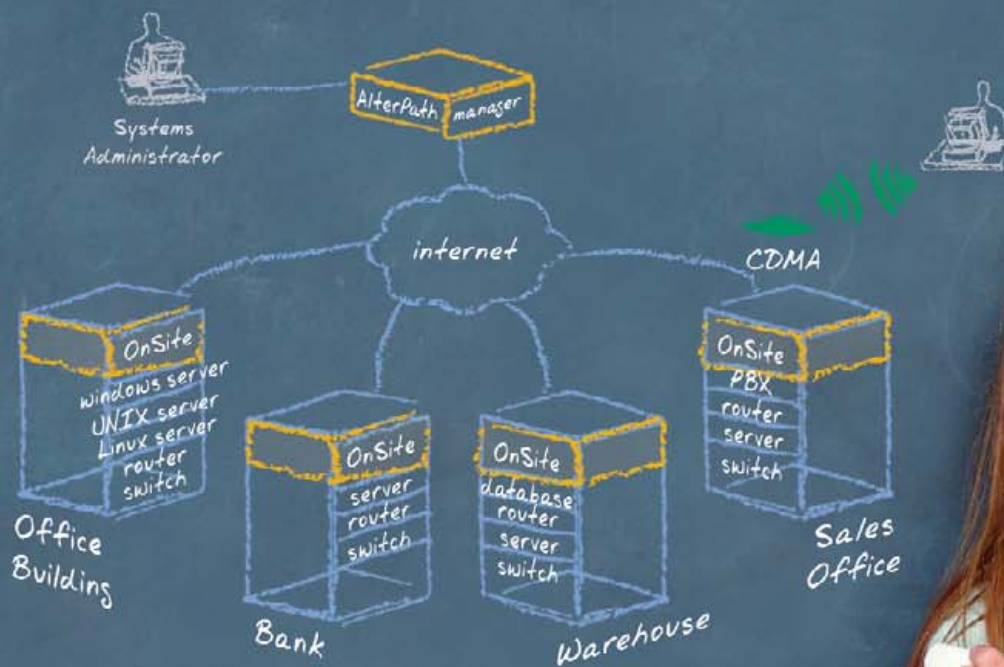 Systems
Administrator
AlterPath manager
internet
CDMA
OnSite
windows server
UNIX server
Linux server
router
switch
Office
Building
OnSite
server
router
switch
Bank
OnSite
database
router
server
switch
Warehouse
OnSite
PBX
router
server
switch
Sales
Office